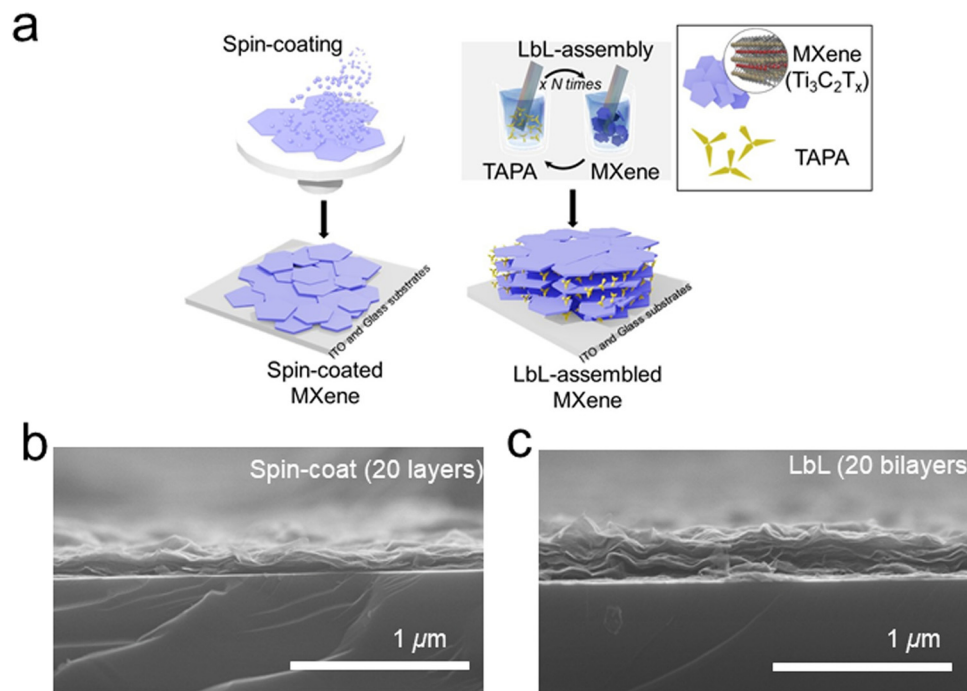 a
Spin-coating
LbL-assembly
x N times
TAPA
MXene
MXene
(Ti₃C₂Tₓ)
TAPA
ITO and Glass substrates
Spin-coated
MXene
ITO and Glass substrates
LbL-assembled
MXene
b
Spin-coat (20 layers)
1 µm
c
LbL (20 bilayers
1 µm